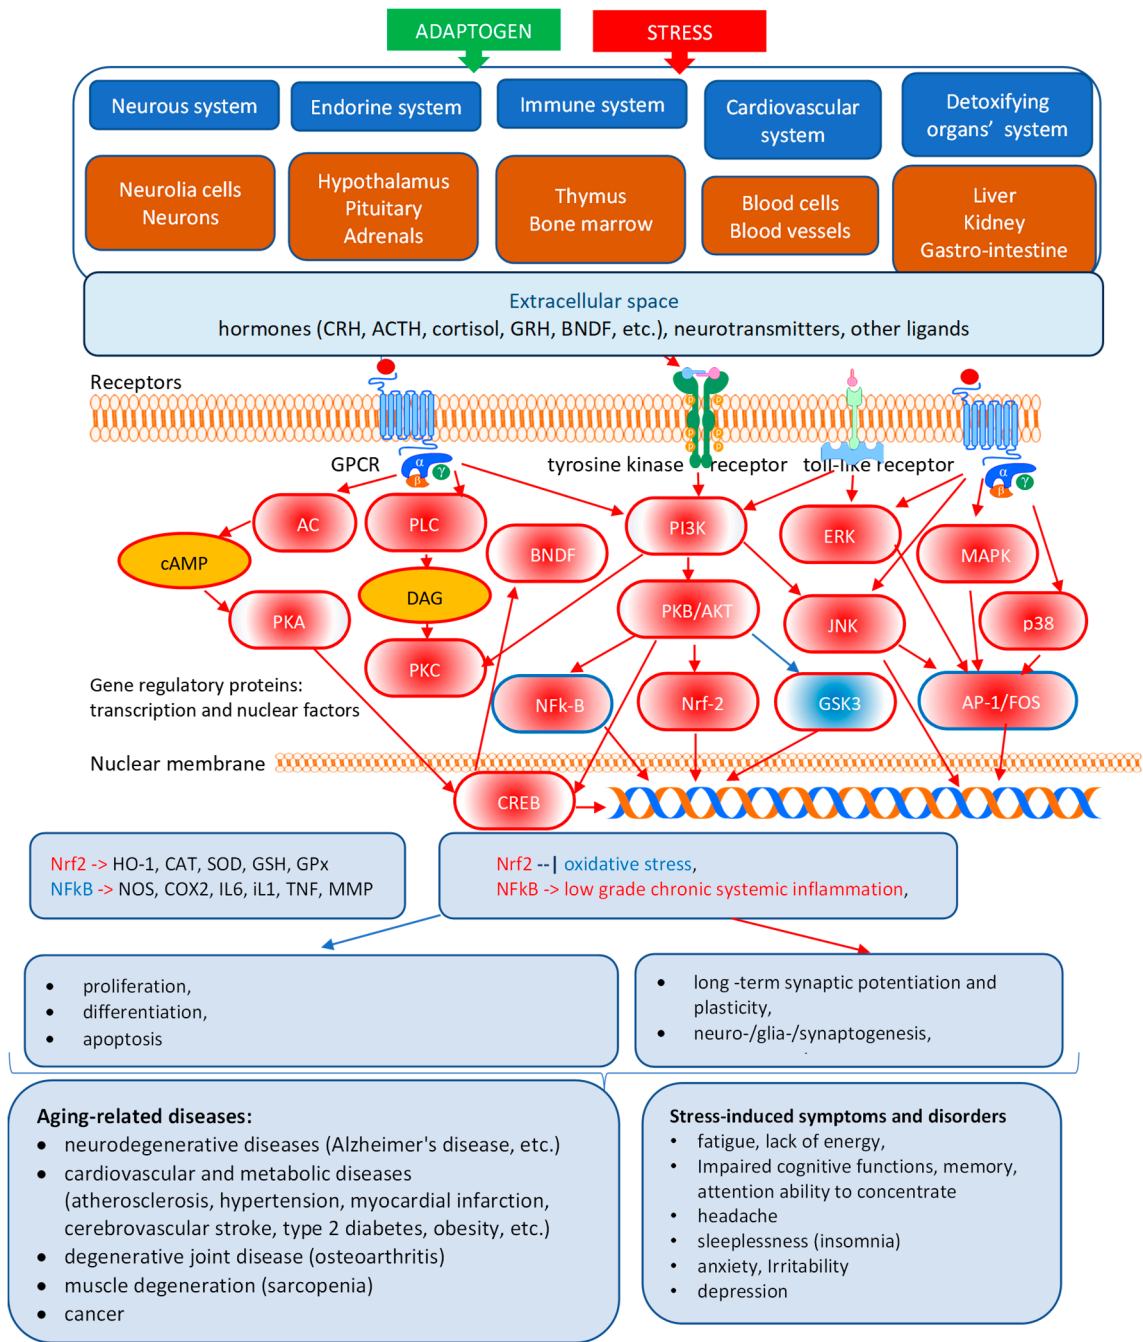 ADAPTOGEN
STRESS
Neurous system
Endorine system
Immune system
Cardiovascular
system
Detoxifying
organs’ system
Neurolia cells
Neurons
Hypothalamus
Pituitary
Adrenals
Thymus
Bone marrow
Blood cells
Blood vessels
Liver
Kidney
Gastro-intestine
Extracellular space
hormones (CRH, ACTH, cortisol, GRH, BNDF, etc.), neurotransmitters, other ligands
Receptors
p p
p p
p p
p p
GPCR
α
β
γ
tyrosine kinase receptor
toll-like receptor
α
β
γ
AC
PLC
BNDF
PI3K
ERK
MAPK
cAMP
DAG
PKA
PKB/AKT
JNK
p38
PKC
Gene regulatory proteins:
transcription and nuclear factors
NFk-B
Nrf-2
GSK3
AP-1/FOS
Nuclear membrane
CREB
Nrf2 -> HO-1, CAT, SOD, GSH, GPx
NFkB -> NOS, COX2, IL6, iL1, TNF, MMP
Nrf2 --| oxidative stress,
NFkB -> low grade chronic systemic inflammation,
• proliferation,
• differentiation,
• apoptosis
• long -term synaptic potentiation and
plasticity,
• neuro-/glia-/synaptogenesis,
Aging-related diseases:
• neurodegenerative diseases (Alzheimer's disease, etc.)
• cardiovascular and metabolic diseases
(atherosclerosis, hypertension, myocardial infarction,
cerebrovascular stroke, type 2 diabetes, obesity, etc.)
• degenerative joint disease (osteoarthritis)
• muscle degeneration (sarcopenia)
• cancer
Stress-induced symptoms and disorders
• fatigue, lack of energy,
• Impaired cognitive functions, memory,
attention ability to concentrate
• headache
• sleeplessness (insomnia)
• anxiety, Irritability
• depression